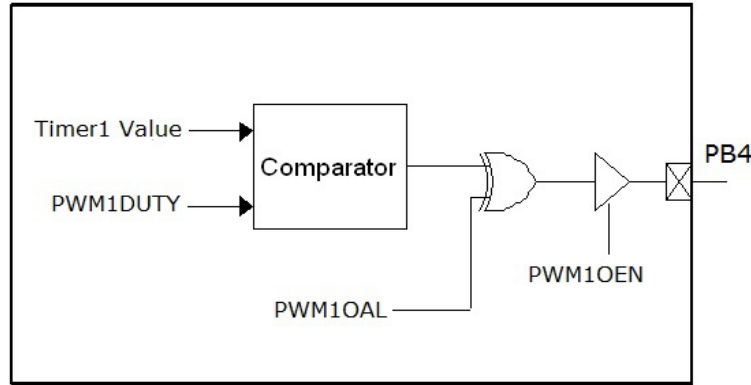 Timer1 Value
PWM1DUTY
Comparator
PWM1OAL
PWM1OEN
PB4